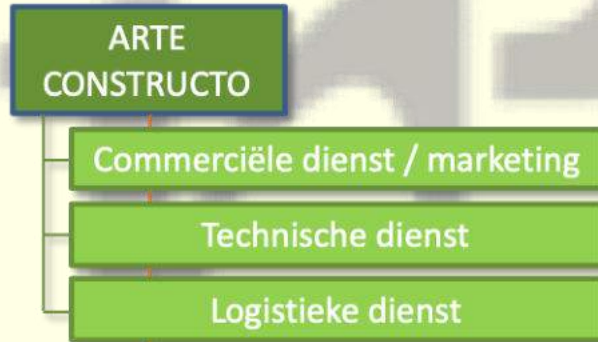 ARTE
CONSTRUCTO
Commerciële dienst / marketing
Technische dienst
Logistieke dienst